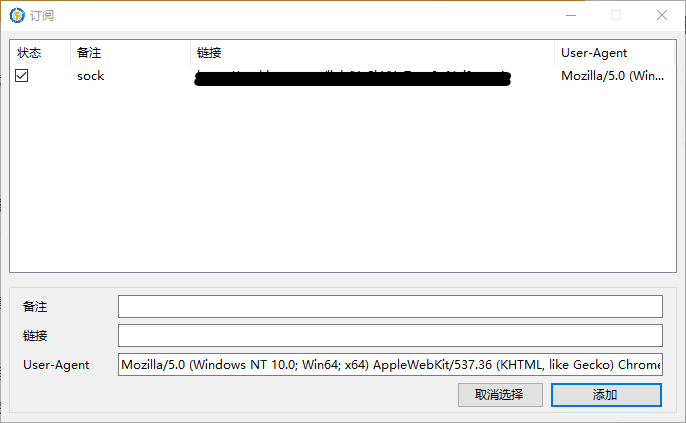 订阅
状态 备注 链接 User-Agent
sock Mozilla/5.0 (Win...
备注
链接
User-Agent Mozilla/5.0 (Windows NT 10.0; Win64; x64) AppleWebKit/537.36 (KHTML, like Gecko) Chrome
取消选择 添加